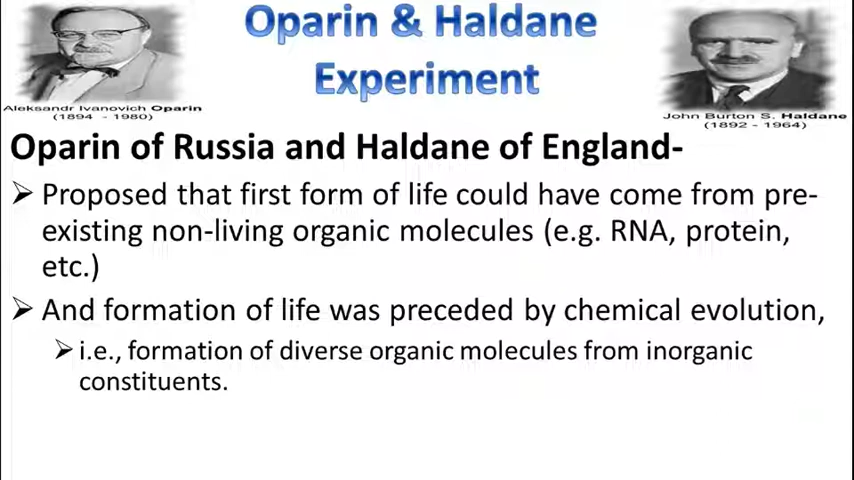 Oparin & Haldane
Experiment
Aleksandr Ivanovich Oparin
(1894 - 1980)
John Burton S. Haldane
(1892 - 1964)
Oparin of Russia and Haldane of England-
➢ Proposed that first form of life could have come from pre-
existing non-living organic molecules (e.g. RNA, protein,
etc.)
➢ And formation of life was preceded by chemical evolution,
➢ i.e., formation of diverse organic molecules from inorganic
constituents.